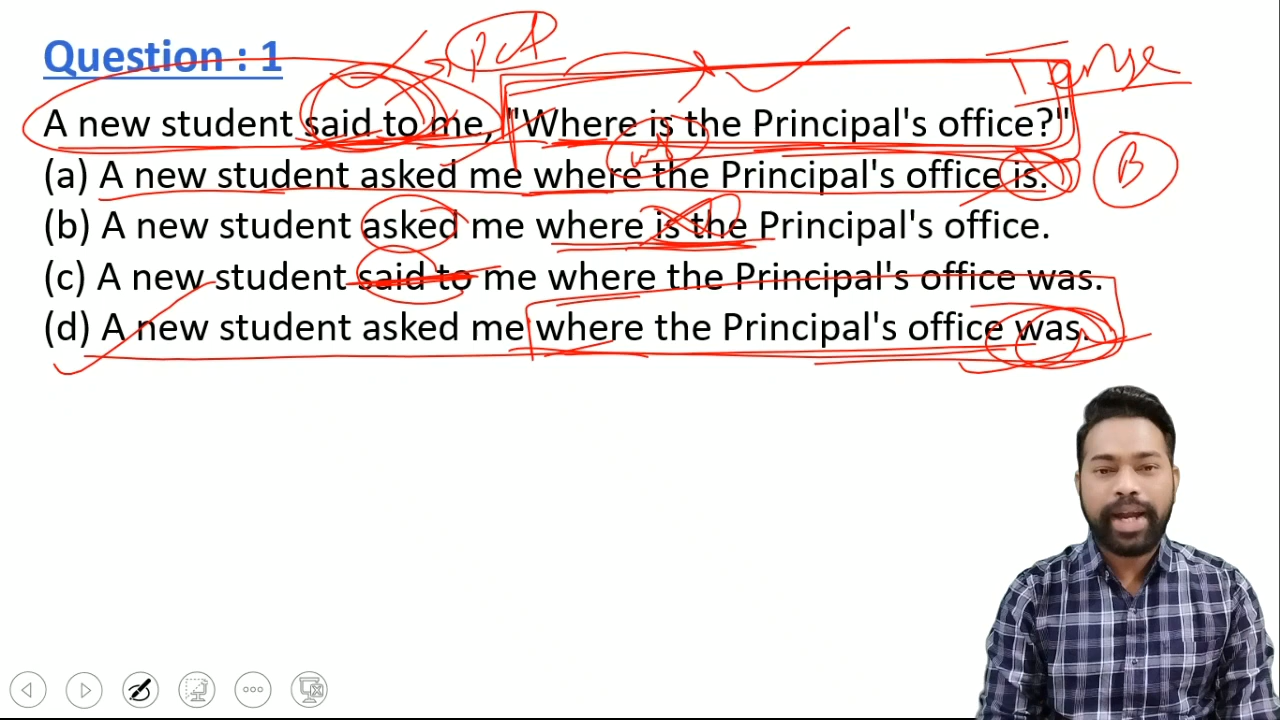 Question : 1
A new student said to me, "Where is the Principal's office?"
(a) A new student asked me where the Principal's office is.
(b) A new student asked me where is the Principal's office.
(c) A new student said to me where the Principal's office was.
(d) A new student asked me where the Principal's office was.
Tense
B